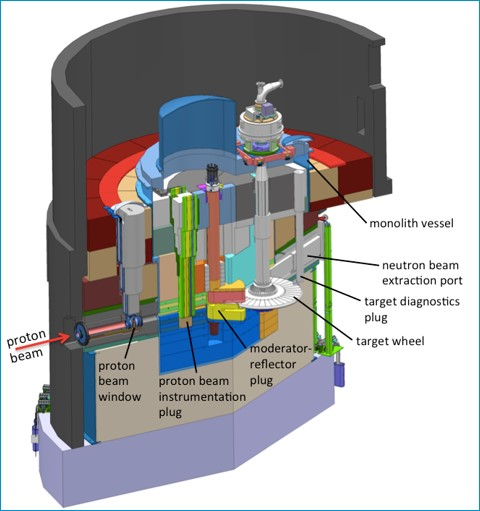 monolith vessel
neutron beam
extraction port
target diagnostics
plug
target wheel
proton
beam
proton
beam
window
proton beam
instrumentation
plug
moderator-
reflector
plug